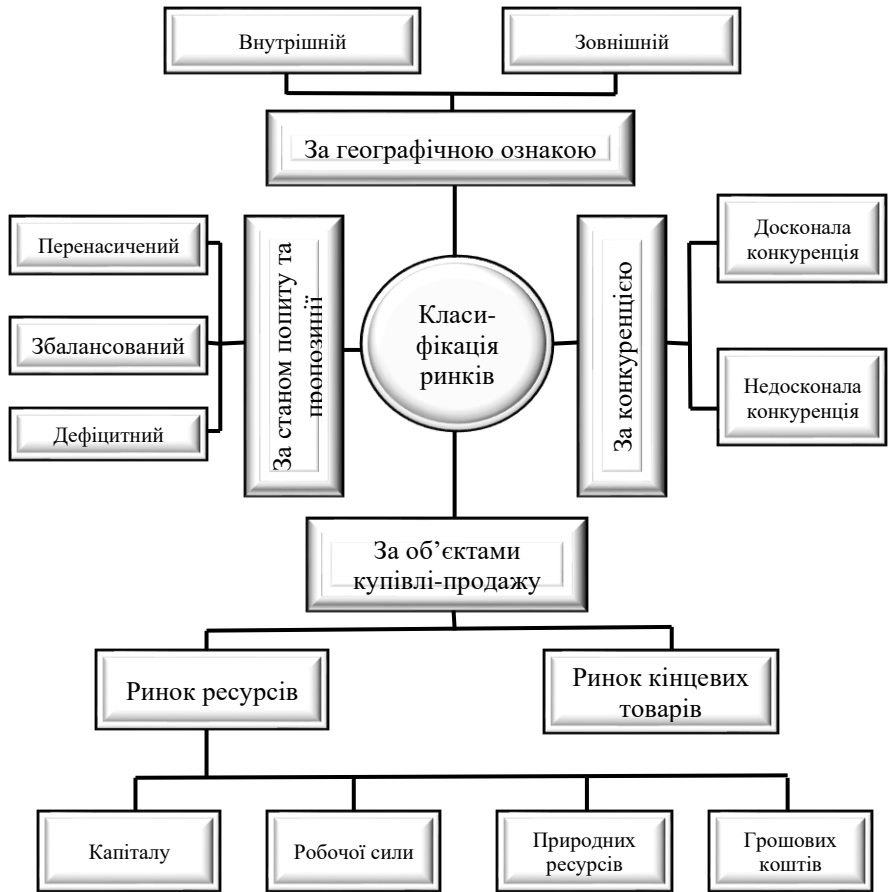 Внутрішній
Зовнішній
За географічною ознакою
Перенасичений
Збалансований
Дефіцитний
За станом попиту та
пропозиції
Класи-
фікація
ринків
За конкуренцією
Досконала
конкуренція
Недосконала
конкуренція
За об’єктами
купівлі-продажу
Ринок ресурсів
Ринок кінцевих
товарів
Капіталу
Робочої сили
Природних
ресурсів
Грошових
коштів